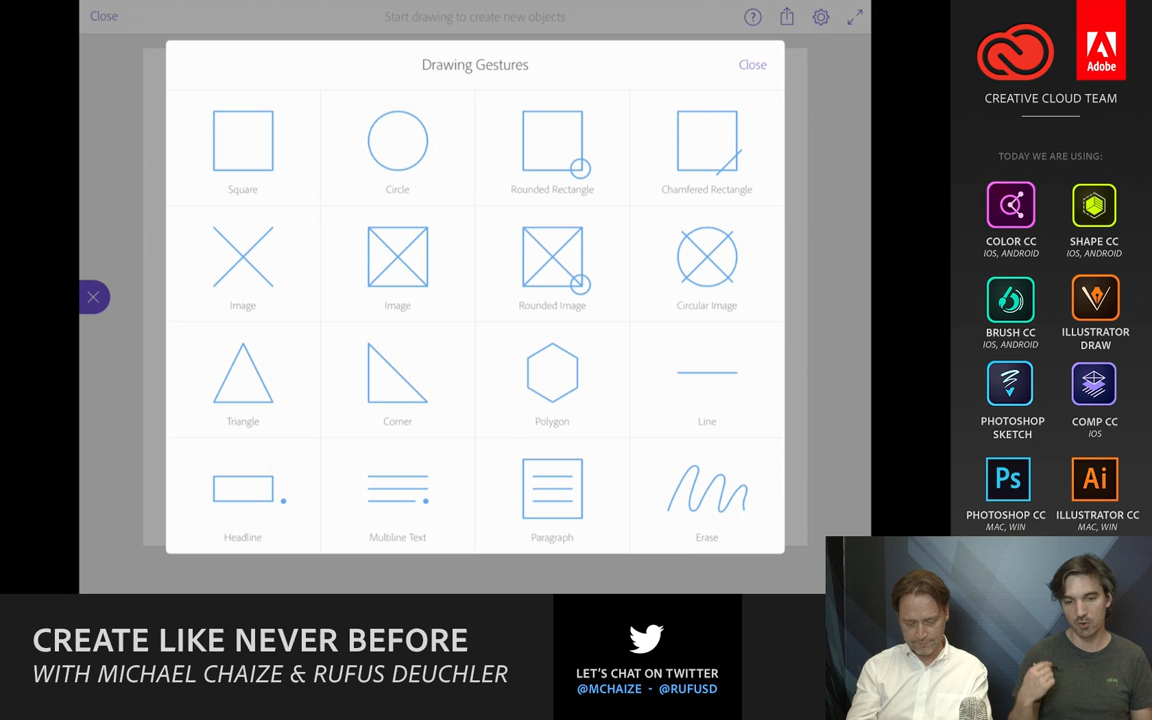 Close
Start drawing to create new objects
?
Drawing Gestures
Close
Square
Circle
Rounded Rectangle
Chamfered Rectangle
Image
Image
Rounded Image
Circular Image
Triangle
Corner
Polygon
Line
Headline
Multiline Text
Paragraph
Erase
Adobe
CREATIVE CLOUD TEAM
TODAY WE ARE USING:
COLOR CC
IOS, ANDROID
SHAPE CC
IOS, ANDROID
BRUSH CC
IOS, ANDROID
ILLUSTRATOR
DRAW
PHOTOSHOP
SKETCH
COMP CC
IOS
Ps
PHOTOSHOP CC
MAC, WIN
Ai
ILLUSTRATOR CC
MAC, WIN
CREATE LIKE NEVER BEFORE
WITH MICHAEL CHAIZE & RUFUS DEUCHLER
LET'S CHAT ON TWITTER
@MCHAIZE - @RUFUSD